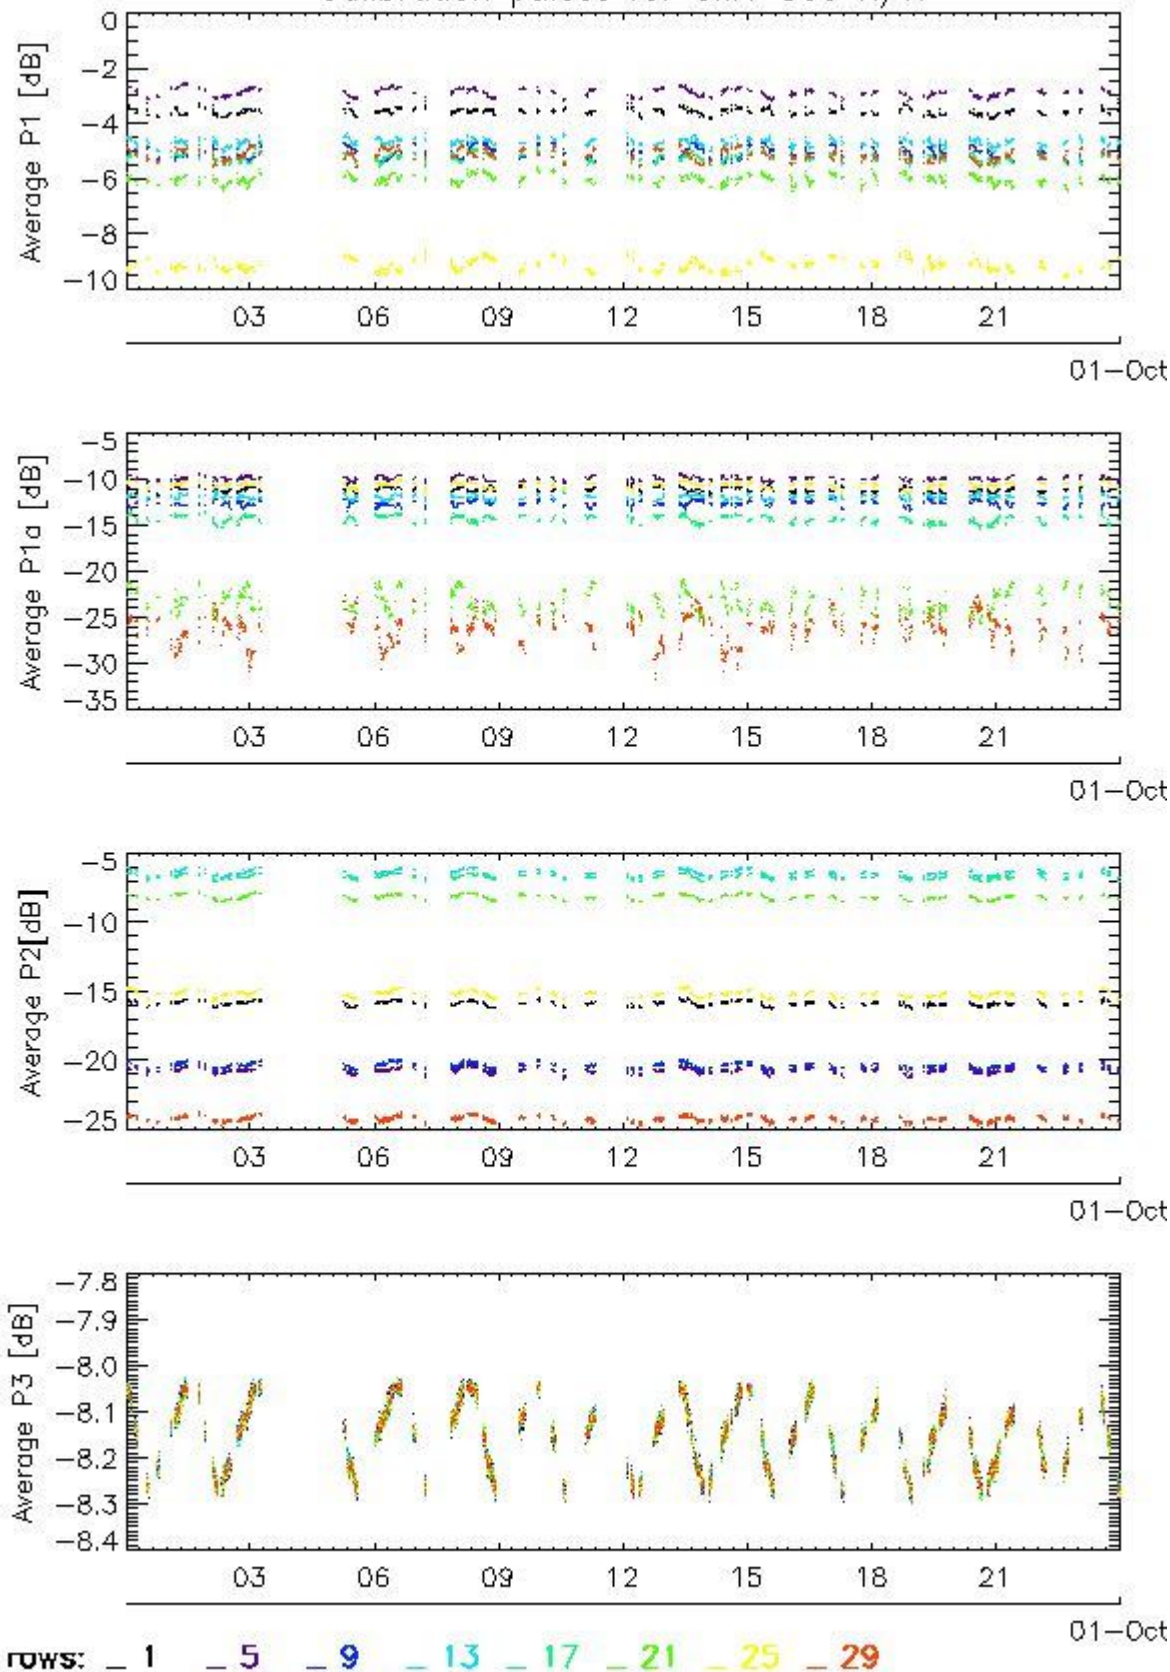 0
Average P1 [dB]
-2
-4
-6
-8
-10
03 06 09 12 15 18 21
01-Oct
Average P1a [dB]
-5
-10
-15
-20
-25
-30
-35
03 06 09 12 15 18 21
01-Oct
Average P2[dB]
-5
-10
-15
-20
-25
03 06 09 12 15 18 21
01-Oct
Average P3 [dB]
-7.8
-7.9
-8.0
-8.1
-8.2
-8.3
-8.4
03 06 09 12 15 18 21
01-Oct
rows: _ 1 _ 5 _ 9 _ 13 _ 17 _ 21 _ 25 _ 29